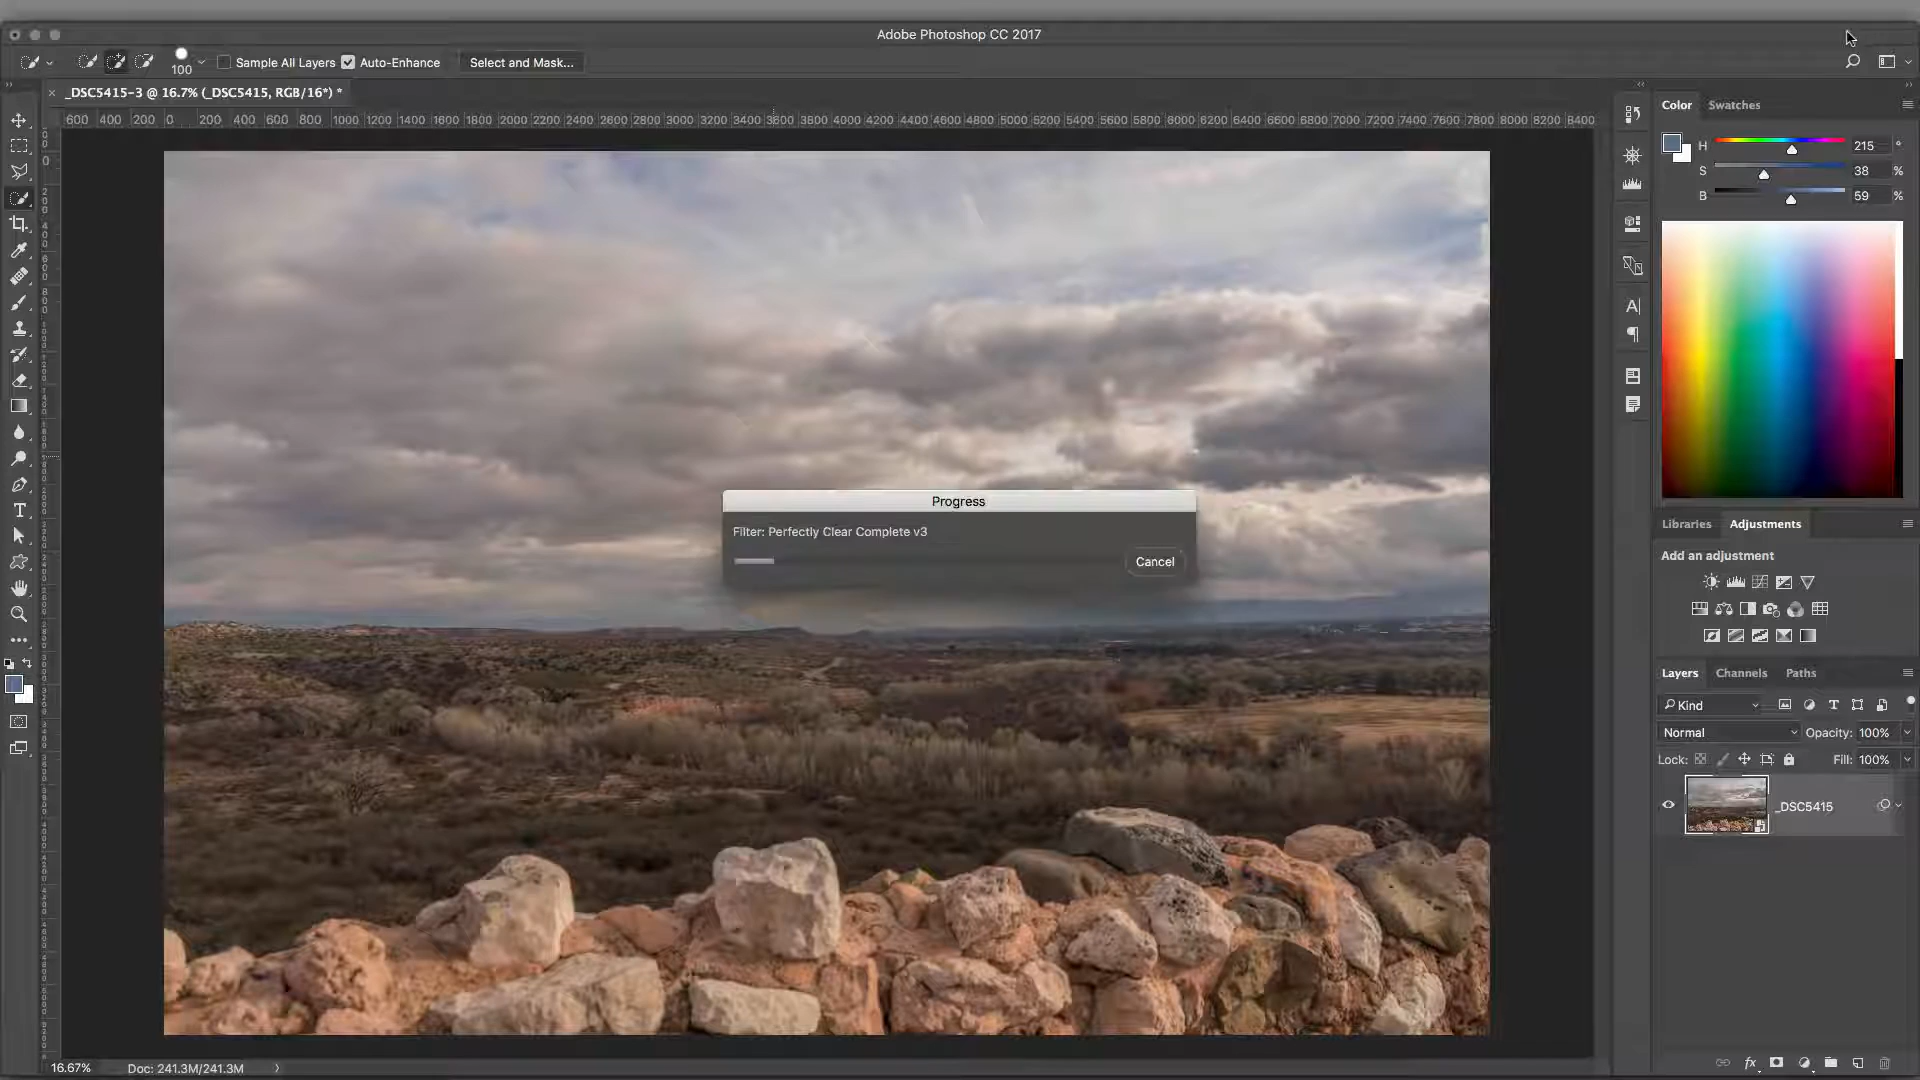 Adobe Photoshop CC 2017
100
Sample All Layers
Auto-Enhance
Select and Mask...
_DSC5415-3 @ 16.7% (_DSC5415, RGB/16*) *
600 400 200 0 200 400 600 800 1000 1200 1400 1600 1800 2000 2200 2400 2600 2800 3000 3200 3400 3600 3800 4000 4200 4400 4600 4800 5000 5200 5400 5600 5800 6000 6200 6400 6600 6800 7000 7200 7400 7600 7800 8000 8200 8400
Color
Swatches
H 215 °
S 38 %
B 59 %
Progress
Filter: Perfectly Clear Complete v3
Cancel
Libraries
Adjustments
Add an adjustment
Layers
Channels
Paths
Kind
Normal
Opacity: 100%
Lock:
Fill: 100%
_DSC5415
16.67%
Doc: 241.3M/241.3M